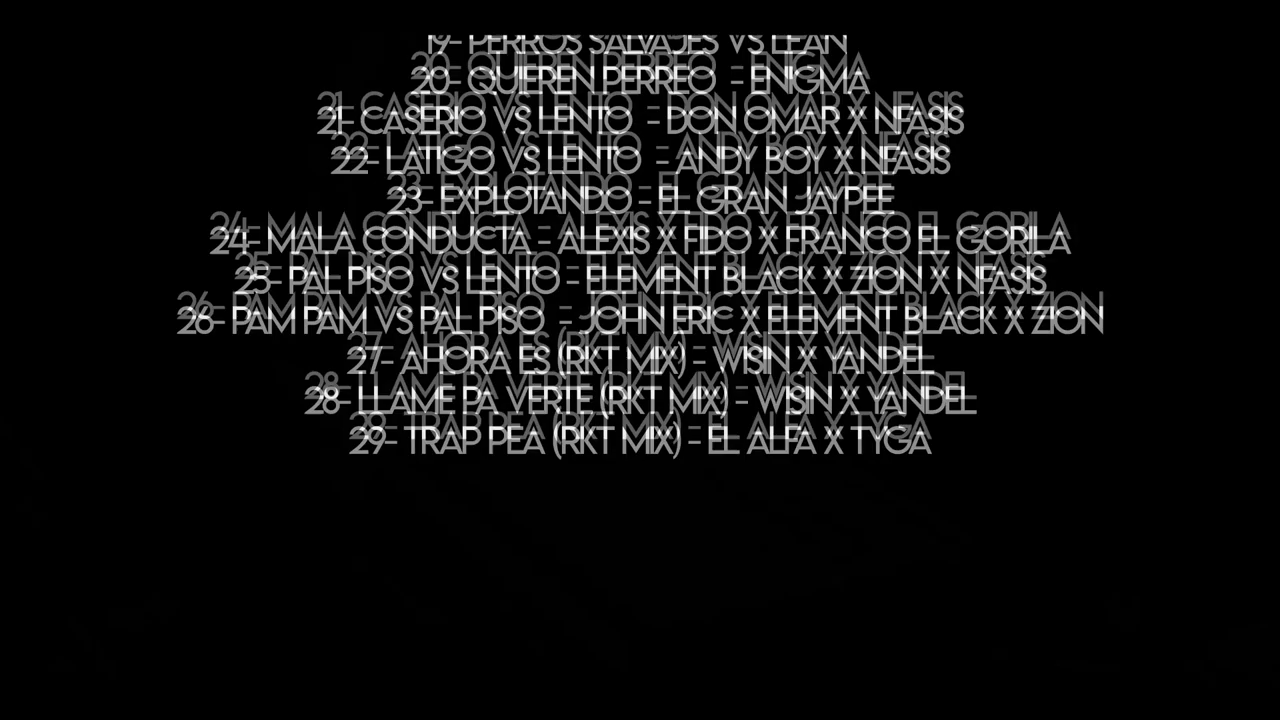 19- PERROS SALVAJES VS LEAN
20- QUIEREN PERREO - ENIGMA
21- CASERIO VS LENTO - DON OMAR X NFASIS
22- LATIGO VS LENTO - ANDY BOY X NFASIS
23- EXPLOTANDO - EL GRAN JAYPEE
24- MALA CONDUCTA - ALEXIS X FIDO X FRANCO EL GORILA
25- PAL PISO VS LENTO - ELEMENT BLACK X ZION X NFASIS
26- PAM PAM VS PAL PISO - JOHN ERIC X ELEMENT BLACK X ZION
27- AHORA ES (RKT MIX) - WISIN X YANDEL
28- LLAME PA VERTE (RKT MIX) - WISIN X YANDEL
29- TRAP PEA (RKT MIX) - EL ALFA X TYGA